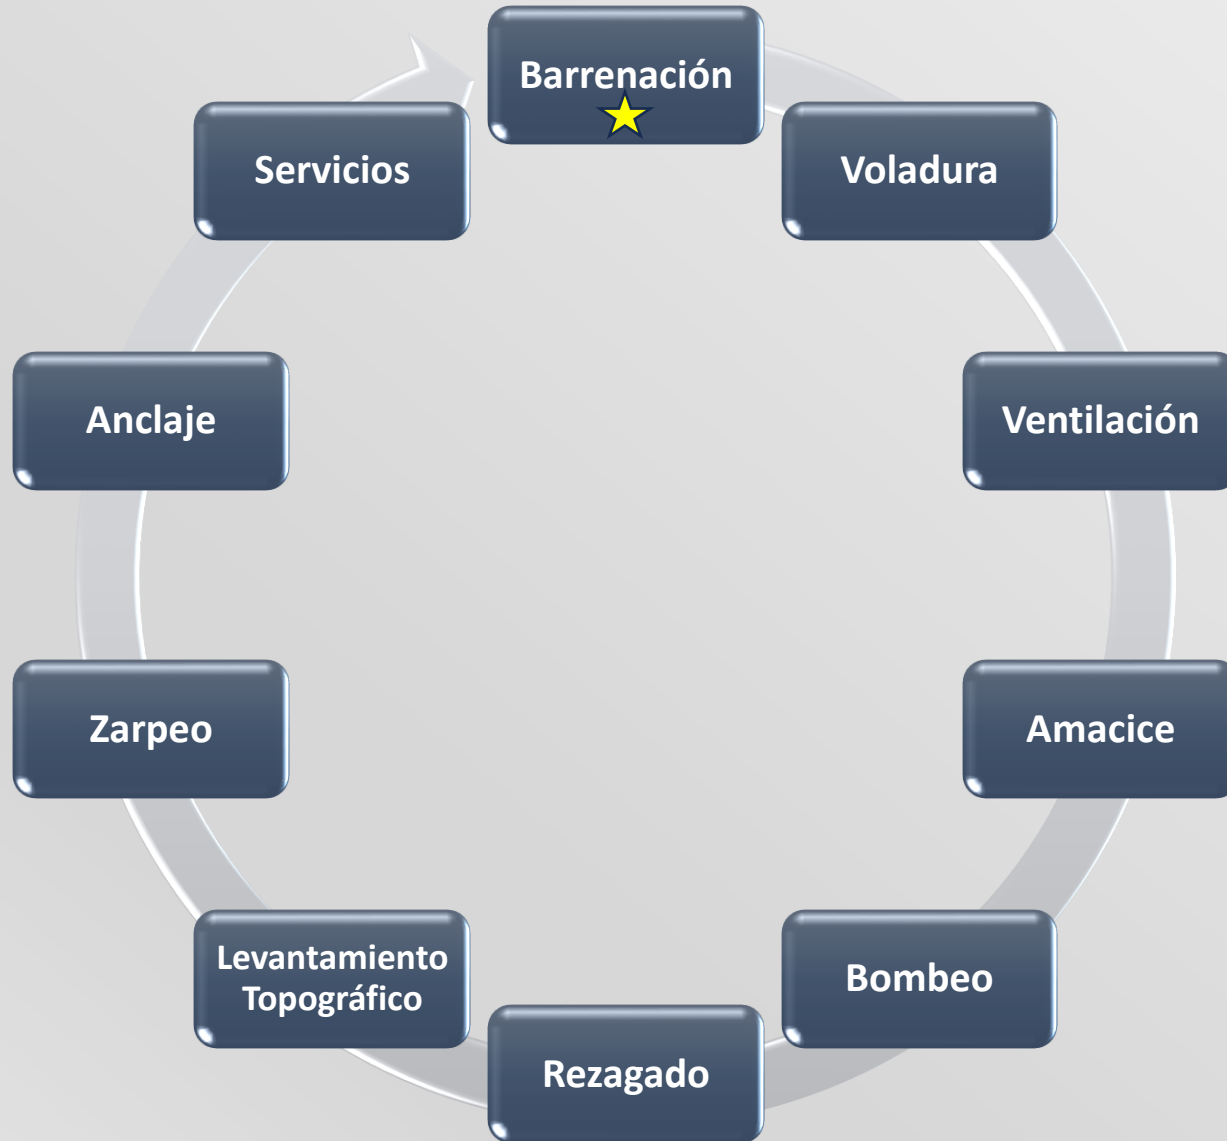 Barrenación
Voladura
Ventilación
Amacice
Bombeo
Rezagado
Levantamiento
Topográfico
Zarpeo
Anclaje
Servicios